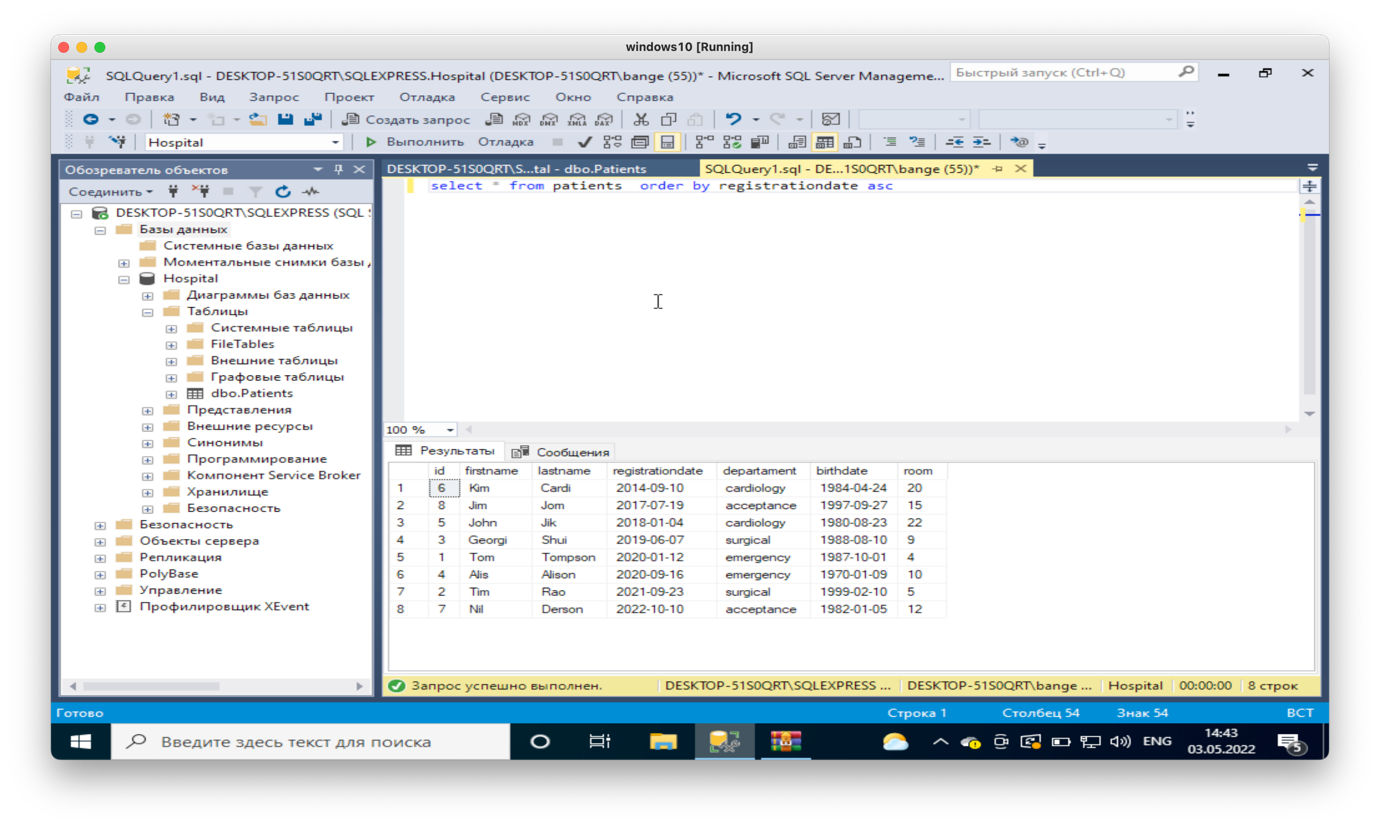 windows10 [Running]
SQLQuery1.sql - DESKTOP-51S0QRT\SQLEXPRESS.Hospital (DESKTOP-51S0QRT\bange (55))* - Microsoft SQL Server Manageme...
Быстрый запуск (Ctrl+Q)
Файл Правка Вид Запрос Проект Отладка Сервис Окно Справка
Создать запрос MDX DMX XMLA DAX
Hospital Выполнить Отладка
Обозреватель объектов
DESKTOP-51S0QRT\S...tal - dbo.Patients
SQLQuery1.sql - DE...1S0QRT\bange (55))*
Соединить
select * from patients order by registrationdate asc
DESKTOP-51S0QRT\SQLEXPRESS (SQL S
Базы данных
Системные базы данных
Моментальные снимки базы
Hospital
Диаграммы баз данных
Таблицы
Системные таблицы
FileTables
Внешние таблицы
Графовые таблицы
dbo.Patients
Представления
Внешние ресурсы
Синонимы
Программирование
Компонент Service Broker
Хранилище
Безопасность
Безопасность
Объекты сервера
Репликация
PolyBase
Управление
Профилировщик XEvent
100 %
Результаты Сообщения
id firstname lastname registrationdate departament birthdate room
1 6 Kim Cardi 2014-09-10 cardiology 1984-04-24 20
2 8 Jim Jom 2017-07-19 acceptance 1997-09-27 15
3 5 John Jik 2018-01-04 cardiology 1980-08-23 22
4 3 Georgi Shui 2019-06-07 surgical 1988-08-10 9
5 1 Tom Tompson 2020-01-12 emergency 1987-10-01 4
6 4 Alis Alison 2020-09-16 emergency 1970-01-09 10
7 2 Tim Rao 2021-09-23 surgical 1999-02-10 5
8 7 Nil Derson 2022-10-10 acceptance 1982-01-05 12
Запрос успешно выполнен. DESKTOP-51S0QRT\SQLEXPRESS ... DESKTOP-51S0QRT\bange ... Hospital 00:00:00 8 строк
Готово Строка 1 Столбец 54 Знак 54 ВСТ
Введите здесь текст для поиска
ENG
14:43
03.05.2022
5